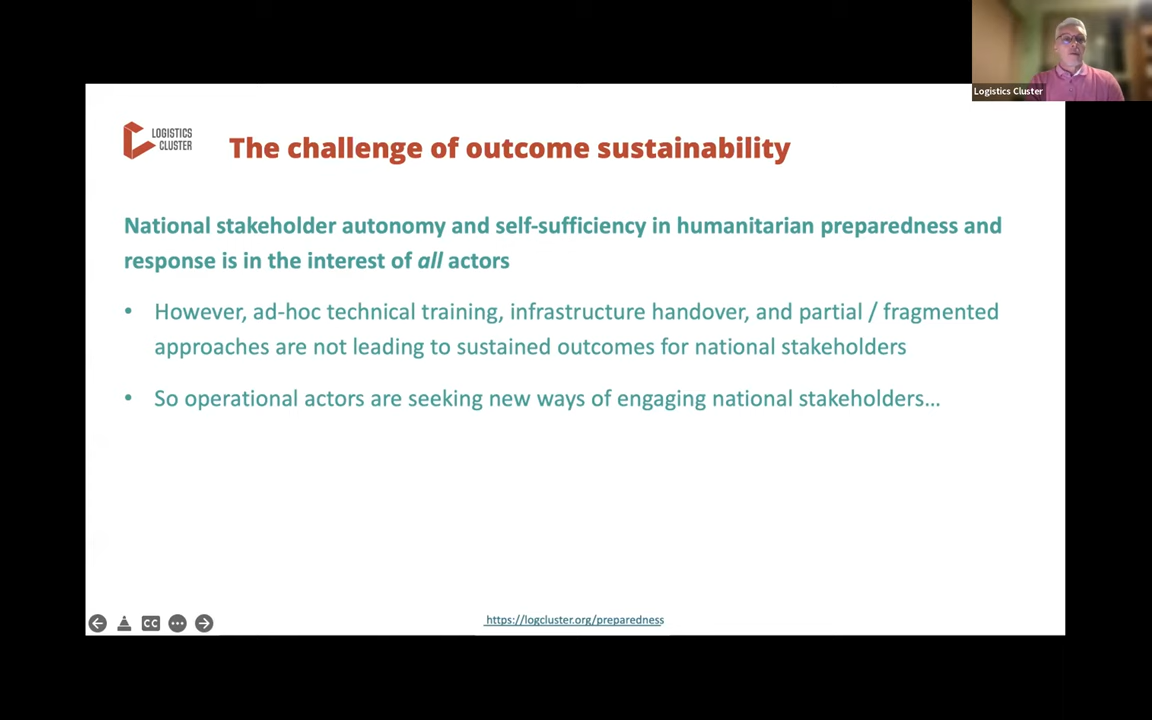 Logistics Cluster
LOGISTICS
CLUSTER
The challenge of outcome sustainability
National stakeholder autonomy and self-sufficiency in humanitarian preparedness and
response is in the interest of all actors
• However, ad-hoc technical training, infrastructure handover, and partial / fragmented
approaches are not leading to sustained outcomes for national stakeholders
• So operational actors are seeking new ways of engaging national stakeholders...
CC
https://logcluster.org/preparedness